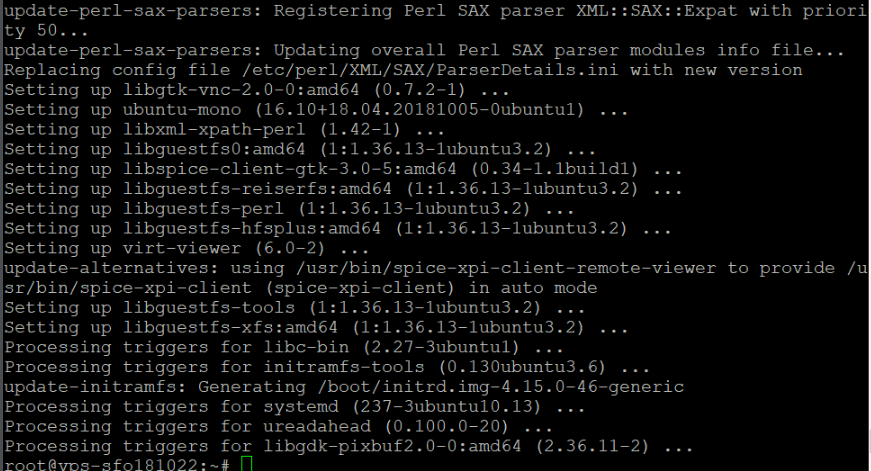 update-perl-sax-parsers: Registering Perl SAX parser XML::SAX::Expat with priori
ty 50...
update-perl-sax-parsers: Updating overall Perl SAX parser modules info file...
Replacing config file /etc/perl/XML/SAX/ParserDetails.ini with new version
Setting up libgtk-vnc-2.0-0:amd64 (0.7.2-1) ...
Setting up ubuntu-mono (16.10+18.04.20181005-0ubuntu1) ...
Setting up libxml-xpath-perl (1.42-1) ...
Setting up libguestfs0:amd64 (1:1.36.13-1ubuntu3.2) ...
Setting up libspice-client-gtk-3.0-5:amd64 (0.34-1.1build1) ...
Setting up libguestfs-reiserfs:amd64 (1:1.36.13-1ubuntu3.2) ...
Setting up libguestfs-perl (1:1.36.13-1ubuntu3.2) ...
Setting up libguestfs-hfsplus:amd64 (1:1.36.13-1ubuntu3.2) ...
Setting up virt-viewer (6.0-2) ...
update-alternatives: using /usr/bin/spice-xpi-client-remote-viewer to provide /u
sr/bin/spice-xpi-client (spice-xpi-client) in auto mode
Setting up libguestfs-tools (1:1.36.13-1ubuntu3.2) ...
Setting up libguestfs-xfs:amd64 (1:1.36.13-1ubuntu3.2) ...
Processing triggers for libc-bin (2.27-3ubuntu1) ...
Processing triggers for initramfs-tools (0.130ubuntu3.6) ...
update-initramfs: Generating /boot/initrd.img-4.15.0-46-generic
Processing triggers for systemd (237-3ubuntu10.13) ...
Processing triggers for ureadahead (0.100.0-20) ...
Processing triggers for libgdk-pixbuf2.0-0:amd64 (2.36.11-2) ...
root@vps-sfo181022:~#